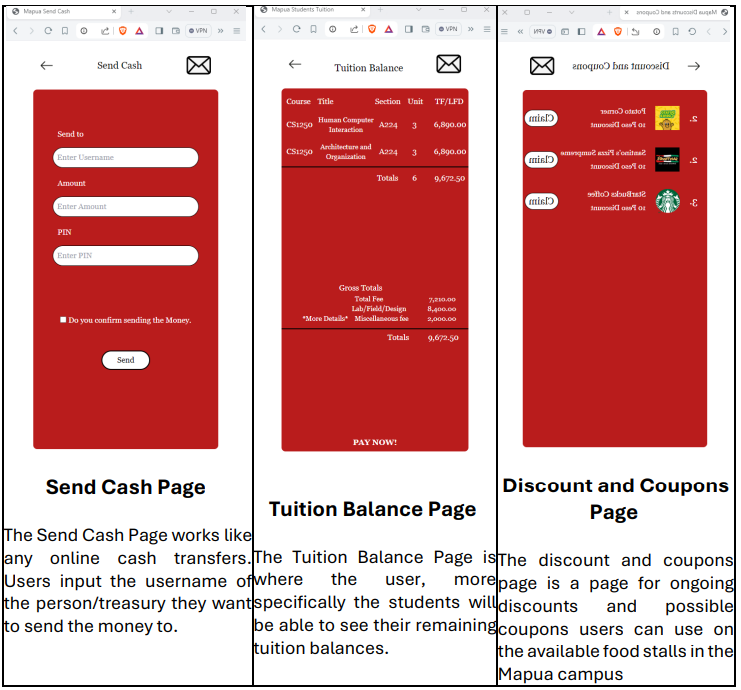 Mapua Send Cash
VPN
Send Cash
Send to
Enter Username
Amount
Enter Amount
PIN
Enter PIN
Do you confirm sending the Money.
Send
Send Cash Page
The Send Cash Page works like
any online cash transfers.
Users input the username of
the person/treasury they want
to send the money to.
Mapua Students Tuition
VPN
Tuition Balance
Course Title Section Unit TF/LFD
CS1250 Human Computer Interaction A224 3 6,890.00
CS1250 Architecture and Organization A224 3 6,890.00
Totals 6 9,672.50
Gross Totals
Total Fee 7,210.00
Lab/Field/Design 8,400.00
*More Details* Miscellaneous fee 2,000.00
Totals 9,672.50
PAY NOW!
Tuition Balance Page
The Tuition Balance Page is
where the user, more
specifically the students will
be able to see their remaining
tuition balances.
Mapua Discounts and Coupons
VPN
Discount and Coupons
2. Potato Corner
10 Peso Discount
Claim
2. Santino's Pizza Sumpreme
10 Peso Discount
Claim
3. StarBucks Coffee
10 Peso Discount
Claim
Discount and Coupons
Page
The discount and coupons
page is a page for ongoing
discounts and possible
coupons users can use on
the available food stalls in the
Mapua campus